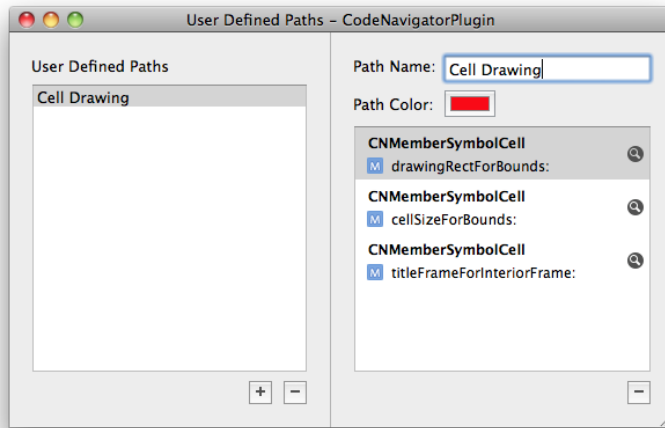 User Defined Paths – CodeNavigatorPlugin
User Defined Paths
Cell Drawing
Path Name: Cell Drawing
Path Color:
CNMemberSymbolCell
M drawingRectForBounds:
CNMemberSymbolCell
M cellSizeForBounds:
CNMemberSymbolCell
M titleFrameForInteriorFrame:
+ −
−